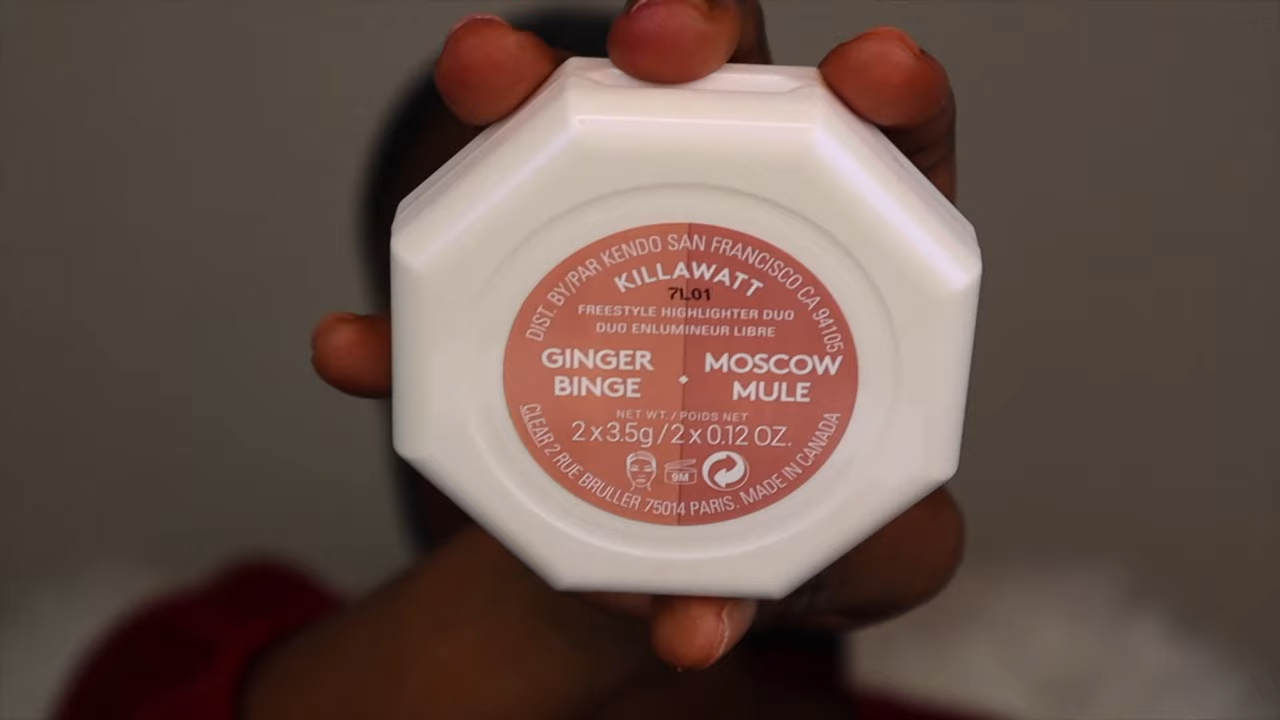 DIST. BY/PAR KENDO SAN FRANCISCO CA 94105
KILLAWATT
7L01
FREESTYLE HIGHLIGHTER DUO
DUO ENLUMINEUR LIBRE
GINGER
BINGE
MOSCOW
MULE
NET WT. / POIDS NET
2 x 3.5g / 2 x 0.12 OZ.
9M
CLEAR 2 RUE BRULLER 75014 PARIS. MADE IN CANADA